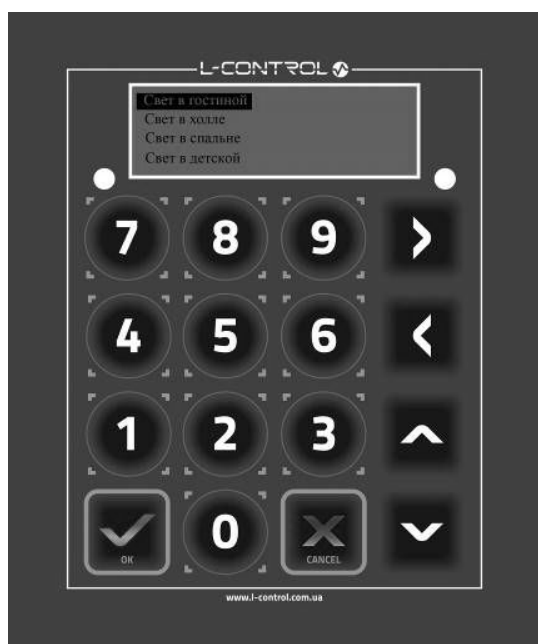 L-CONTROL
Свет в гостиной
Свет в холле
Свет в спальне
Свет в детской
7 8 9 >
4 5 6 <
1 2 3
OK 0 CANCEL
www.l-control.com.ua